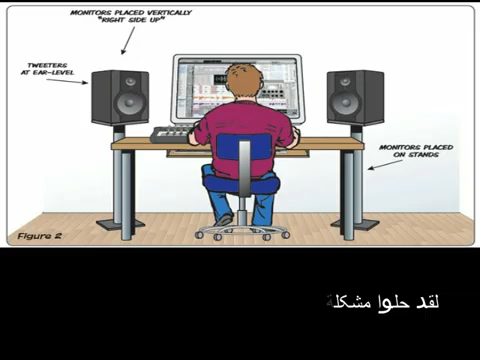 MONITORS PLACED VERTICALLY
"RIGHT SIDE UP"
TWEETERS
AT EAR-LEVEL
MONITORS PLACED
ON STANDS
Figure 2
لقد حلوا مشكلة